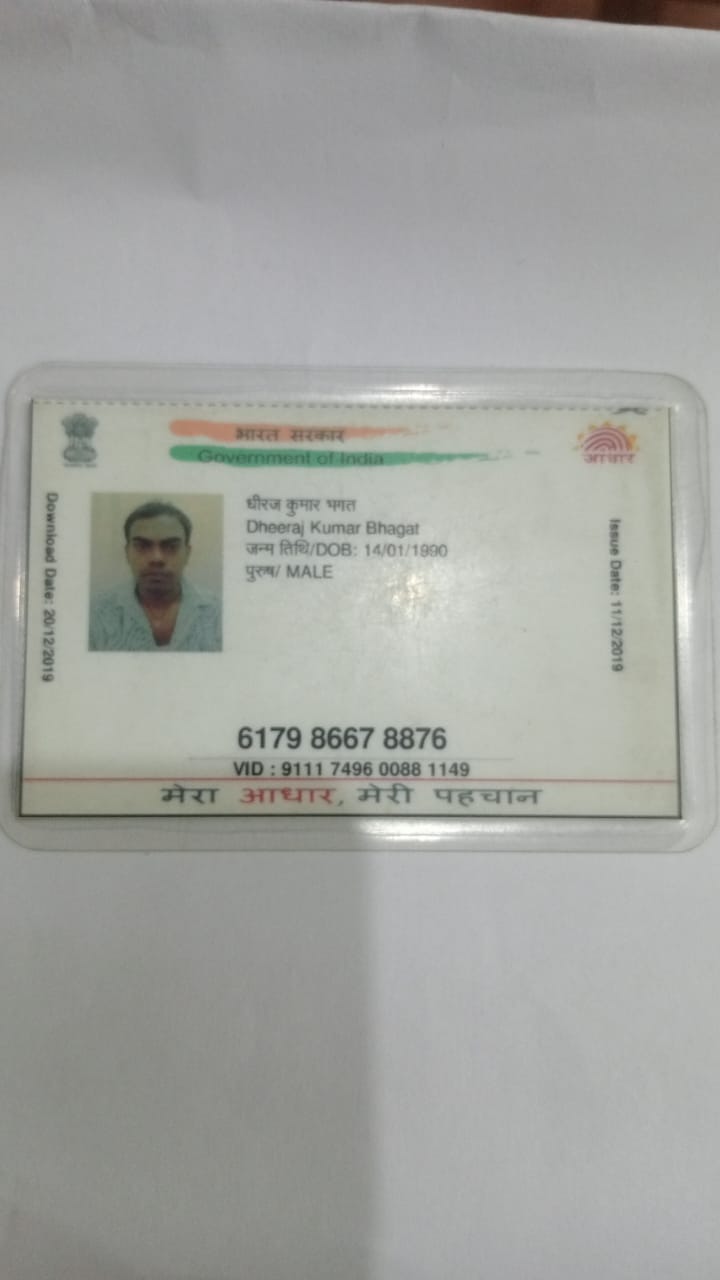 भारत सरकार
Government of India
आधार
Download Date: 20/12/2019
धीरज कुमार भगत
Dheeraj Kumar Bhagat
जन्म तिथि/DOB: 14/01/1990
पुरुष/ MALE
Issue Date: 11/12/2019
6179 8667 8876
VID : 9111 7496 0088 1149
मेरा आधार, मेरी पहचान